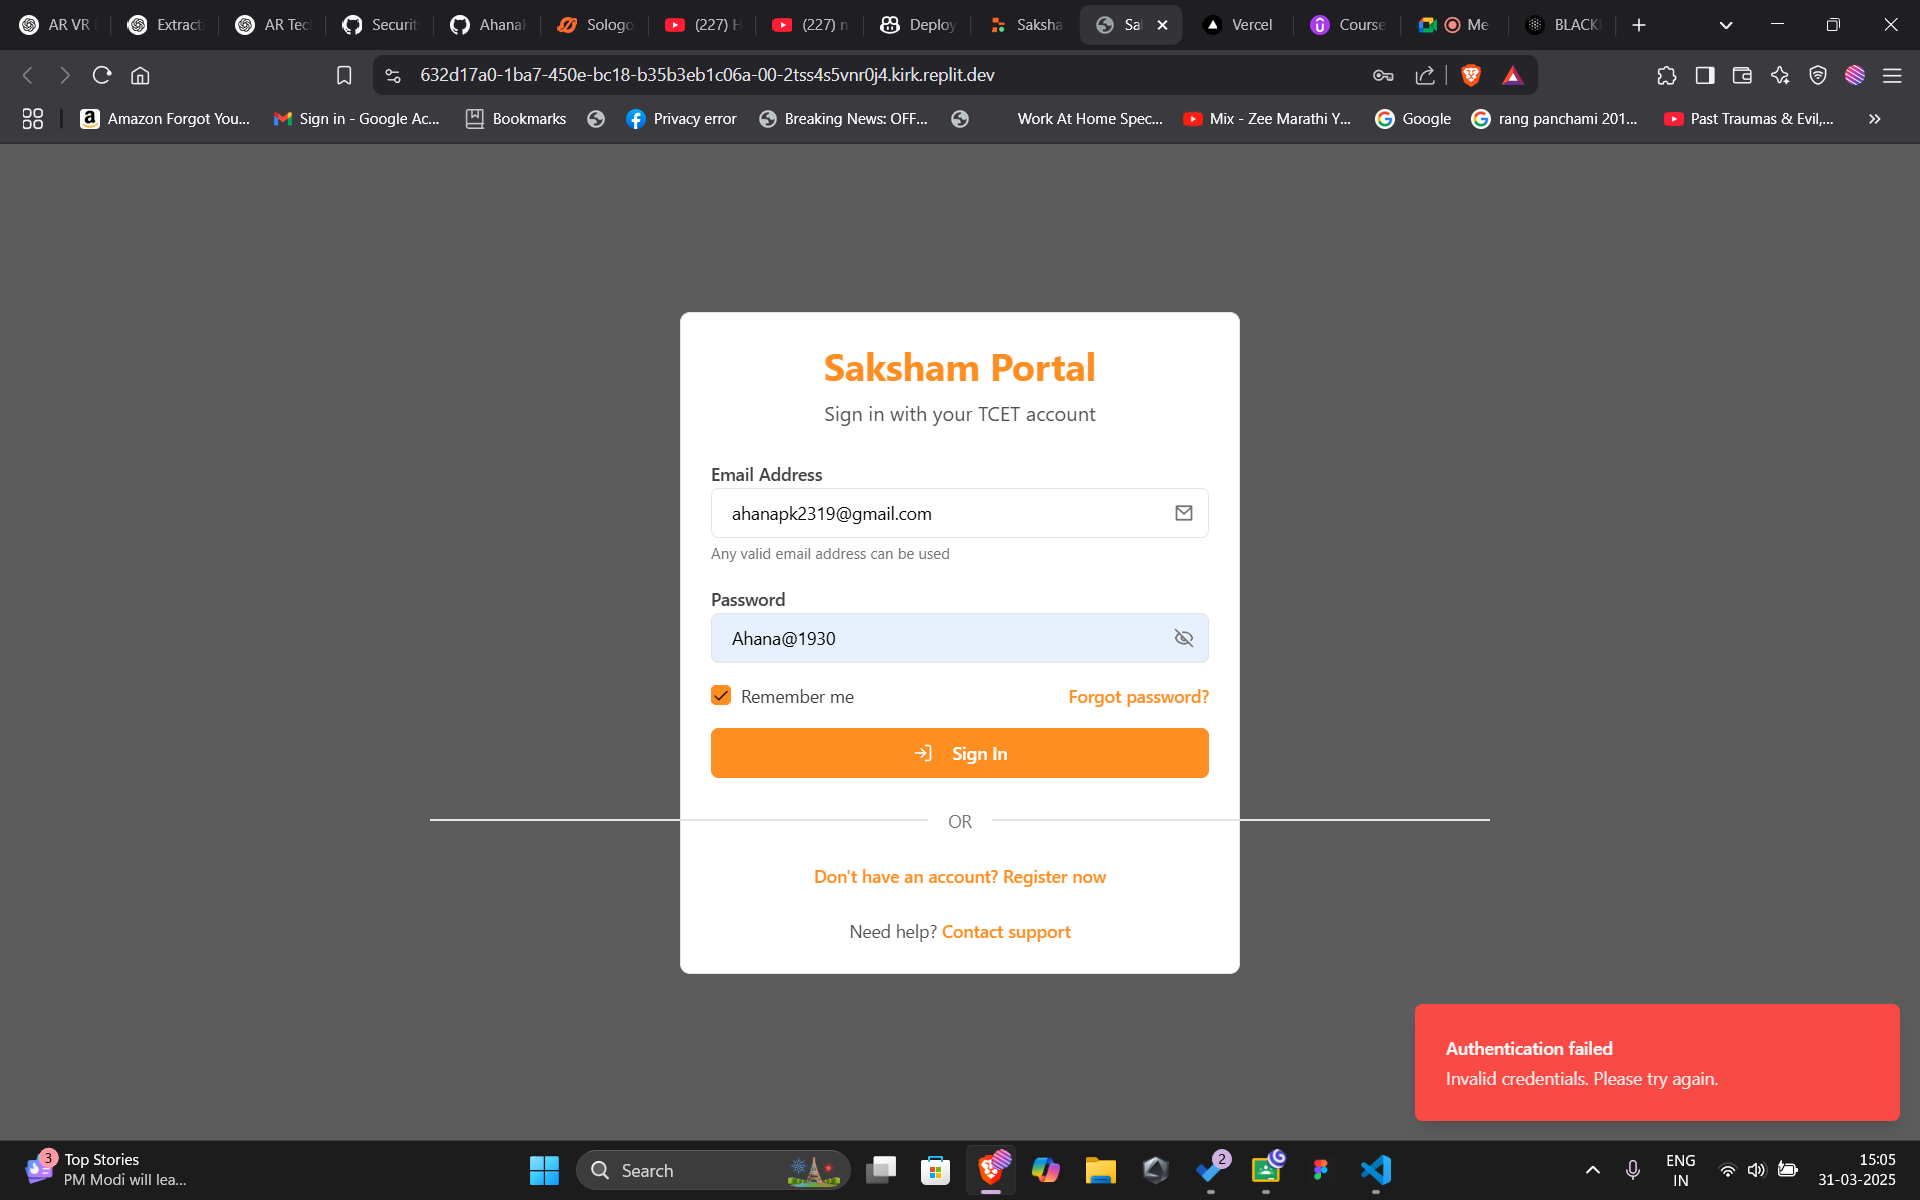 AR VR
Extract
AR Tec
Securit
Ahana
Sologo
(227) H
(227) n
Deploy
Saksha
Sa
Vercel
Course
Me
BLACK
632d17a0-1ba7-450e-bc18-b35b3eb1c06a-00-2tss4s5vnr0j4.kirk.replit.dev
Amazon Forgot You...
Sign in - Google Ac...
Bookmarks
Privacy error
Breaking News: OFF...
Work At Home Spec...
Mix - Zee Marathi Y...
Google
rang panchami 201...
Past Traumas & Evil,...
Saksham Portal
Sign in with your TCET account
Email Address
ahanapk2319@gmail.com
Any valid email address can be used
Password
Ahana@1930
Remember me
Forgot password?
Sign In
OR
Don't have an account? Register now
Need help? Contact support
Authentication failed
Invalid credentials. Please try again.
3
Top Stories
PM Modi will lea...
Search
2
ENG
IN
15:05
31-03-2025